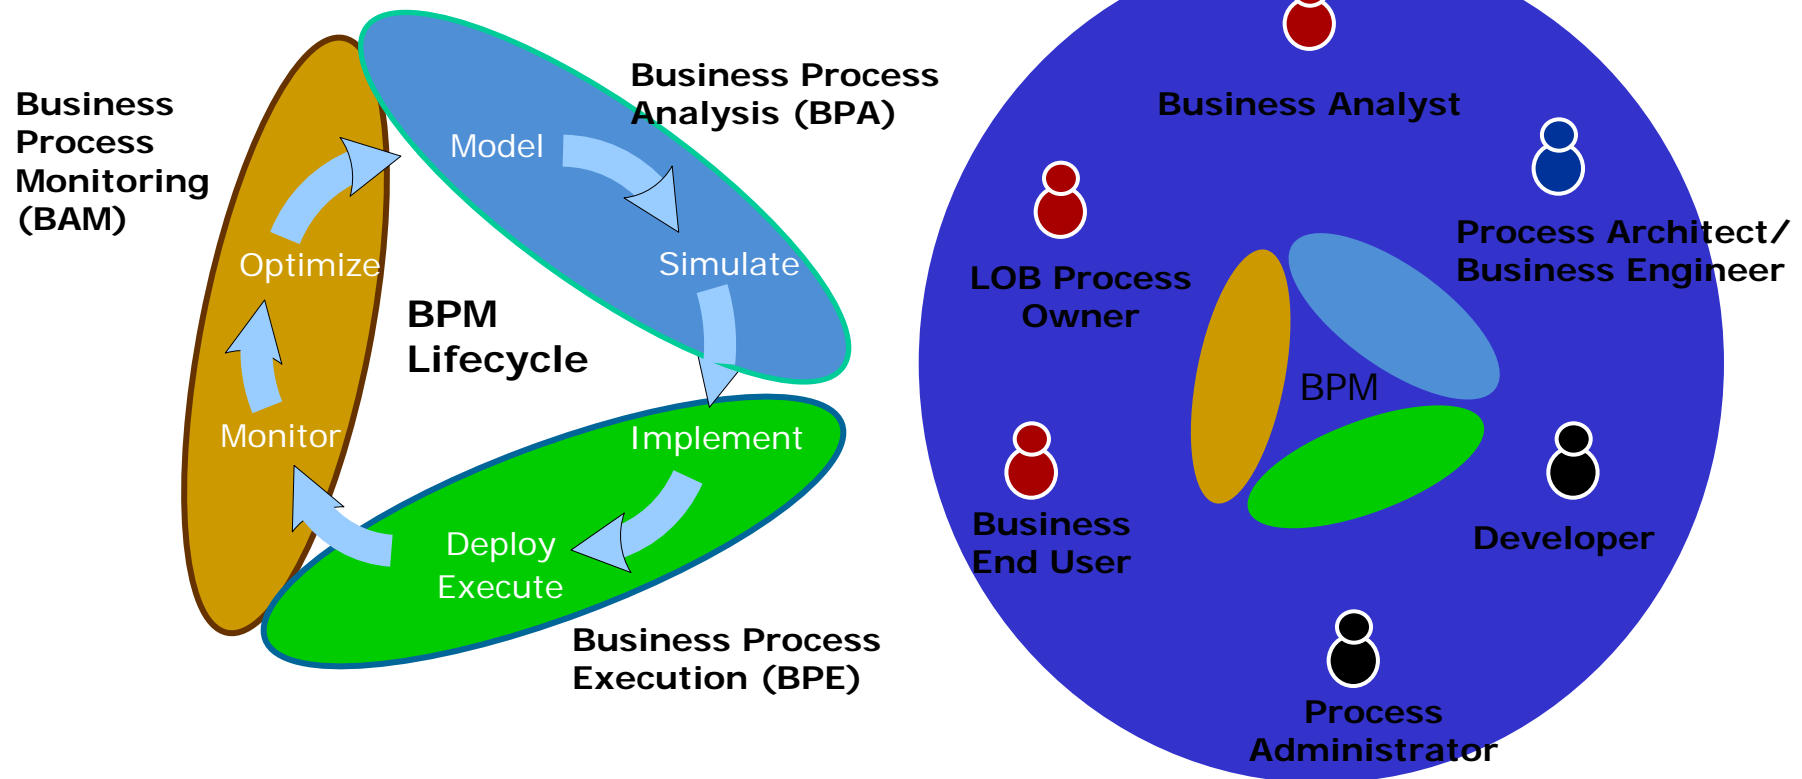 Business
Process
Monitoring
(BAM)
Business Process
Analysis (BPA)
Model
Simulate
Optimize
BPM
Lifecycle
Monitor
Implement
Deploy
Execute
Business Process
Execution (BPE)
Business Analyst
Process Architect/
Business Engineer
LOB Process
Owner
BPM
Business
End User
Developer
Process
Administrator